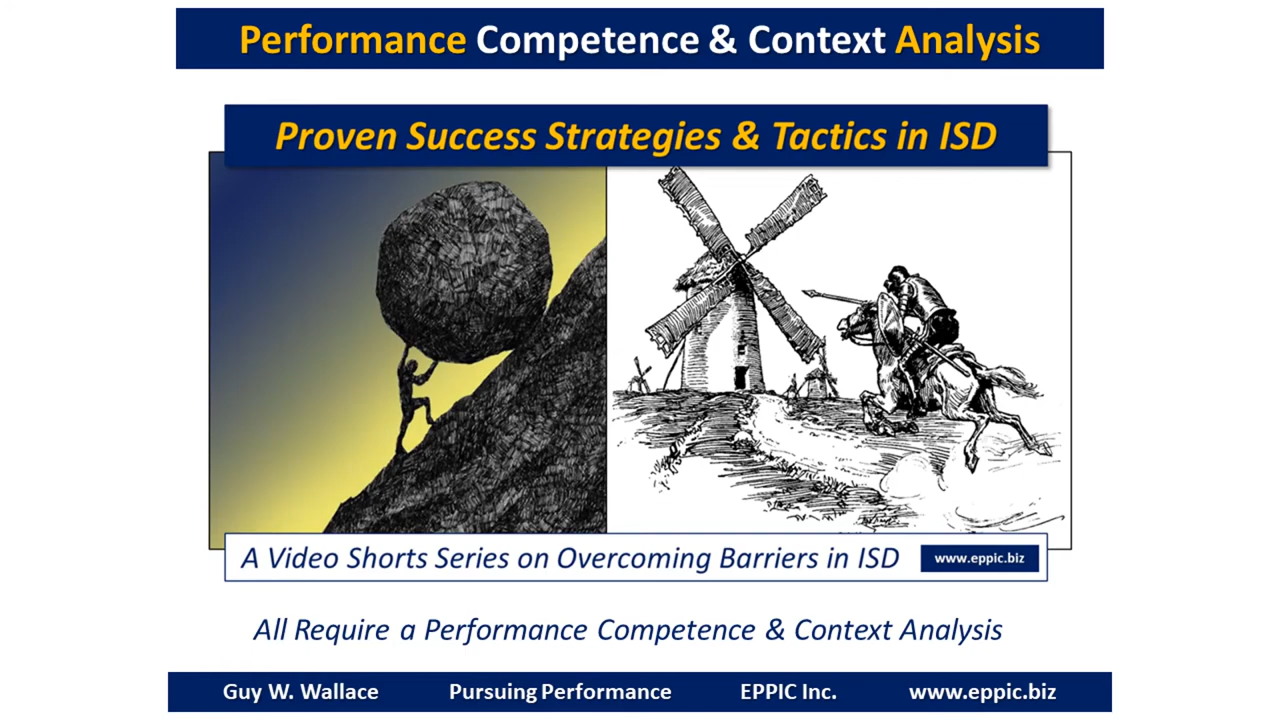 Performance Competence & Context Analysis
Proven Success Strategies & Tactics in ISD
A Video Shorts Series on Overcoming Barriers in ISD
www.eppic.biz
All Require a Performance Competence & Context Analysis
Guy W. Wallace Pursuing Performance EPPIC Inc. www.eppic.biz